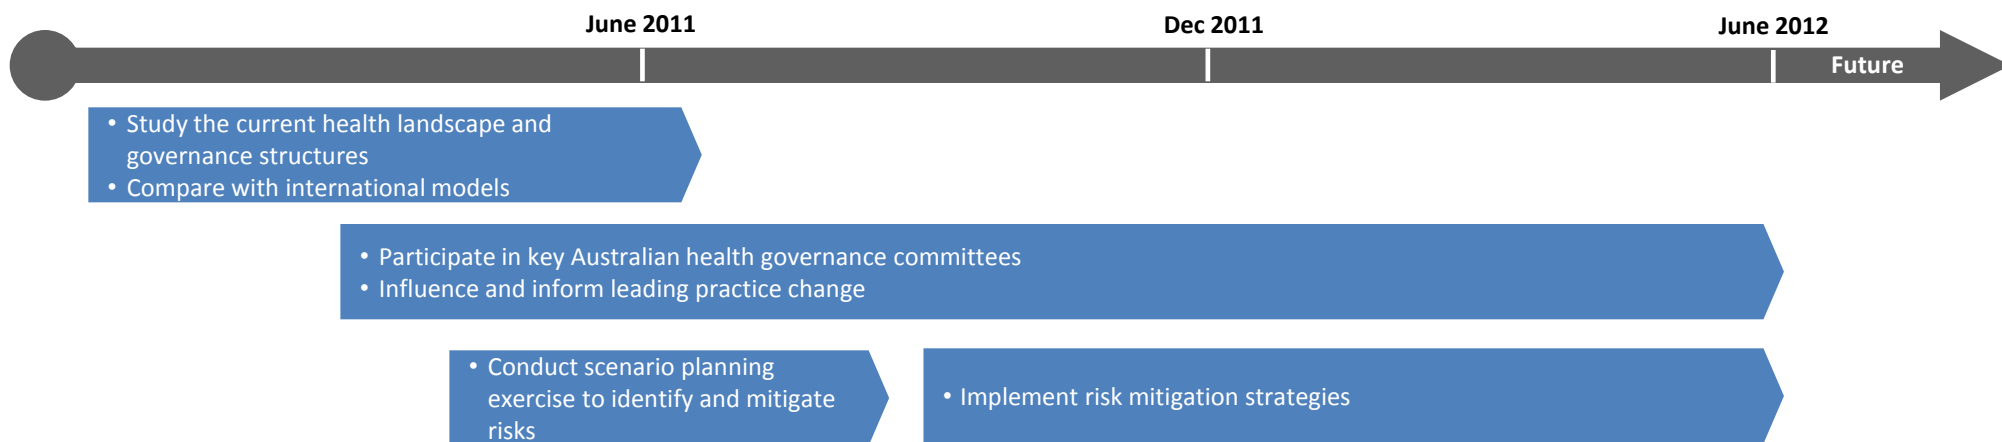 June 2011
Dec 2011
June 2012
Future
• Study the current health landscape and
governance structures
• Compare with international models
• Participate in key Australian health governance committees
• Influence and inform leading practice change
• Conduct scenario planning
exercise to identify and mitigate
risks
• Implement risk mitigation strategies